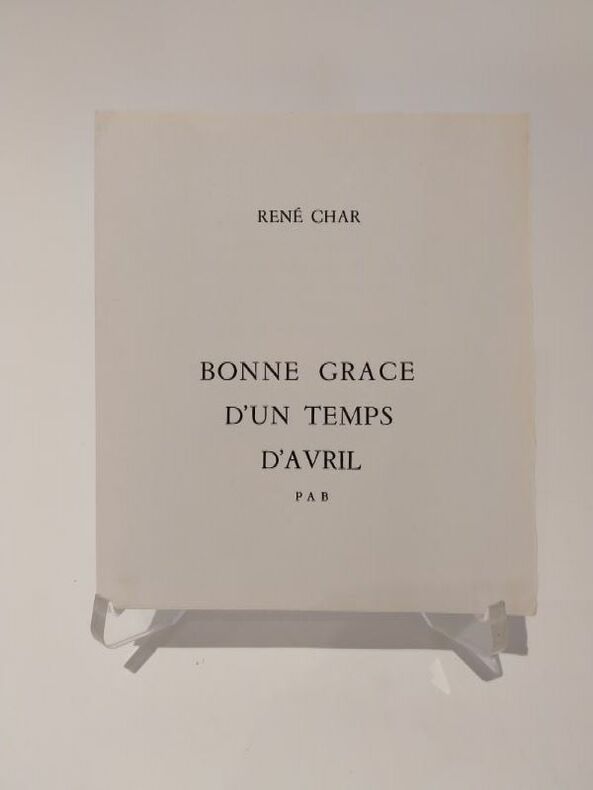 RENÉ CHAR
BONNE GRACE
D'UN TEMPS
D'AVRIL
PAB